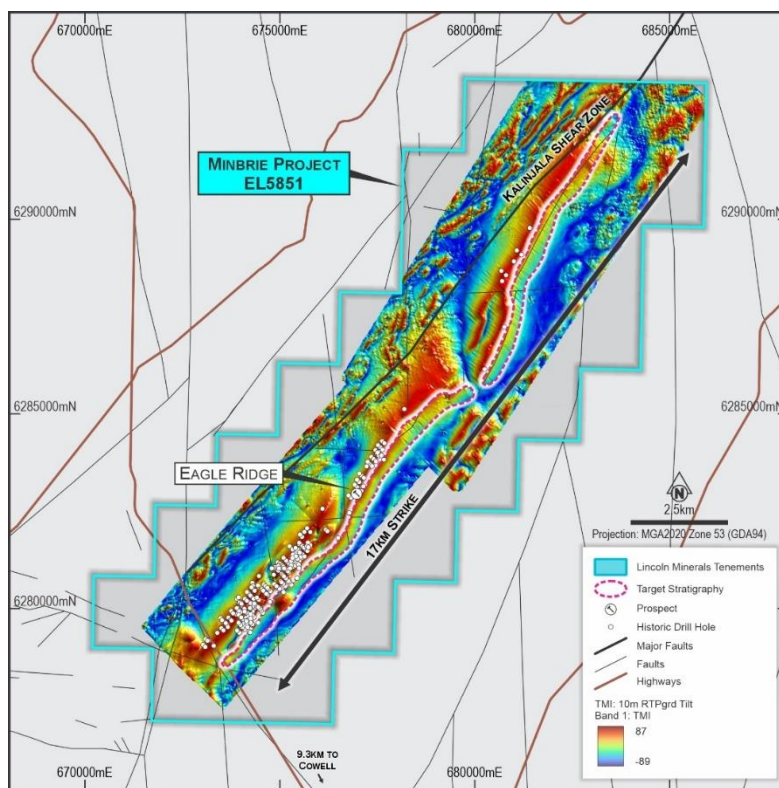 670000mE
675000mE
680000mE
685000mE
KALINJALA SHEAR ZONE
MINBRIE PROJECT
EL5851
6290000mN
6290000mN
6285000mN
6285000mN
EAGLE RIDGE
N
2.5km
Projection: MGA2020 Zone 53 (GDA94)
17KM STRIKE
6280000mN
Lincoln Minerals Tenements
Target Stratigraphy
Prospect
Historic Drill Hole
Major Faults
Faults
Highways
TMI: 10m RTPgrd Tilt
Band 1: TMI
87
-89
9.3KM TO
COWELL
670000mE
680000mE